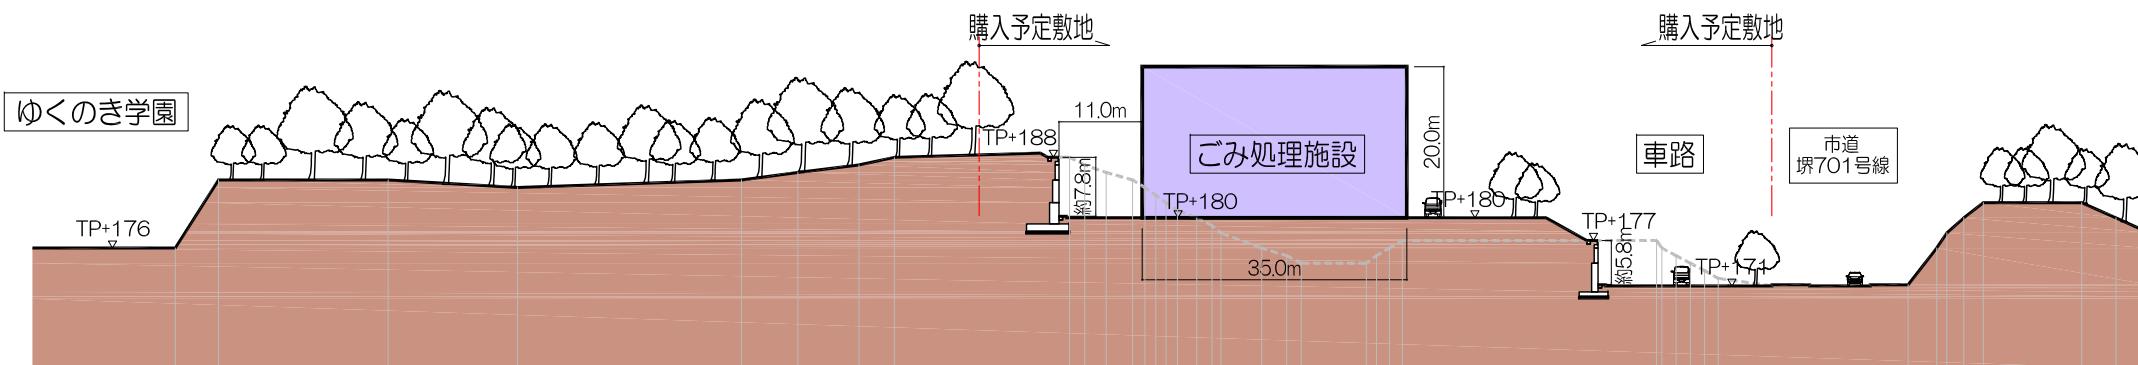 購入予定敷地
購入予定敷地
ゆくのき学園
11.0m
TP+188
ごみ処理施設
20.0m
車路
市道
堺701号線
約7.8m
TP+180
TP+180
TP+176
TP+177
約5.8m
35.0m
TP+171